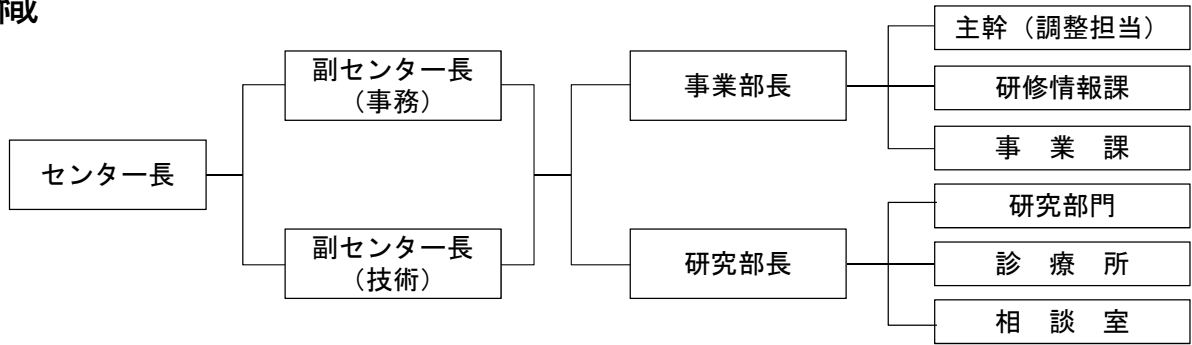 センター長
副センター長
（事務）
副センター長
（技術）
事業部長
研究部長
主幹（調整担当）
研修情報課
事　業　課
研究部門
診　療　所
相　談　室